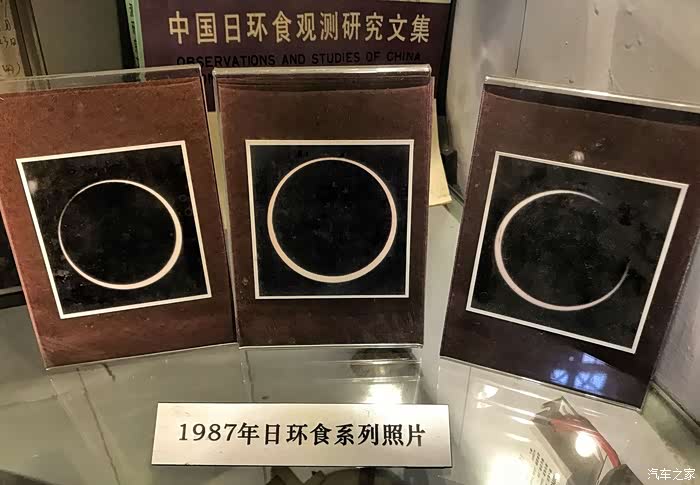 中国日环食观测研究文集
OBSERVATIONS AND STUDIES OF CHINA
1987年日环食系列照片
汽车之家